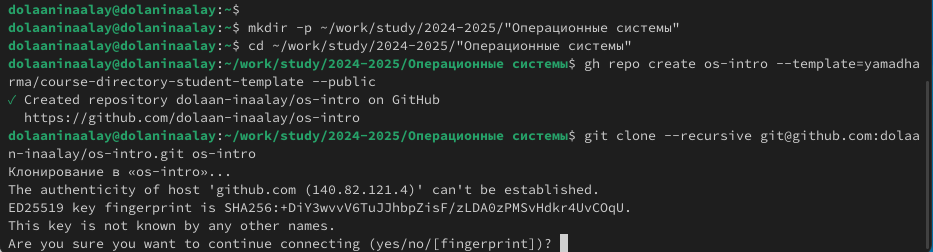 dolaaninaalay@dolaninaalay:~$
dolaaninaalay@dolaninaalay:~$ mkdir -p ~/work/study/2024-2025/"Операционные системы"
dolaaninaalay@dolaninaalay:~$ cd ~/work/study/2024-2025/"Операционные системы"
dolaaninaalay@dolaninaalay:~/work/study/2024-2025/Операционные системы$ gh repo create os-intro --template=yamadha
rma/course-directory-student-template --public
✓ Created repository dolaan-inaalay/os-intro on GitHub
https://github.com/dolaan-inaalay/os-intro
dolaaninaalay@dolaninaalay:~/work/study/2024-2025/Операционные системы$ git clone --recursive git@github.com:dolaa
n-inaalay/os-intro.git os-intro
Клонирование в «os-intro»...
The authenticity of host 'github.com (140.82.121.4)' can't be established.
ED25519 key fingerprint is SHA256:+DiY3wvvV6TuJJhbpZisF/zLDA0zPMSvHdkr4UvCOqU.
This key is not known by any other names.
Are you sure you want to continue connecting (yes/no/[fingerprint])?